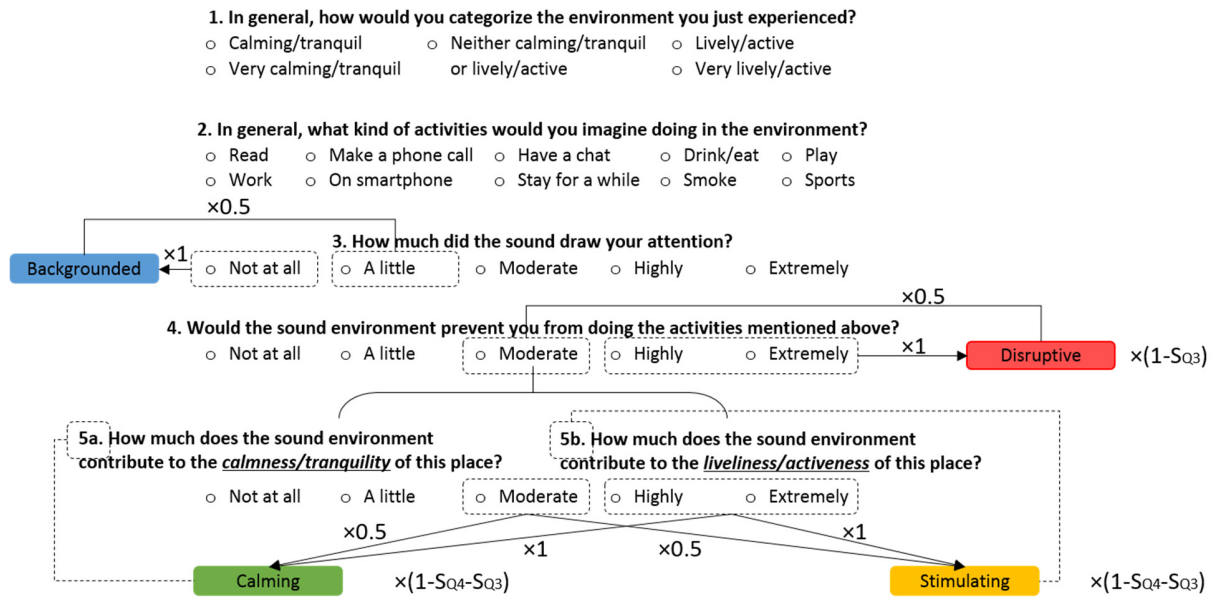 1. In general, how would you categorize the environment you just experienced?
○ Calming/tranquil ○ Neither calming/tranquil ○ Lively/active
○ Very calming/tranquil or lively/active ○ Very lively/active
2. In general, what kind of activities would you imagine doing in the environment?
○ Read ○ Make a phone call ○ Have a chat ○ Drink/eat ○ Play
○ Work ○ On smartphone ○ Stay for a while ○ Smoke ○ Sports
×0.5
3. How much did the sound draw your attention?
Backgrounded ×1 ○ Not at all ○ A little ○ Moderate ○ Highly ○ Extremely
×0.5
4. Would the sound environment prevent you from doing the activities mentioned above?
○ Not at all ○ A little ○ Moderate ○ Highly ○ Extremely ×1 Disruptive ×(1-SQ3)
5a. How much does the sound environment
contribute to the calmness/tranquility of this place?
5b. How much does the sound environment
contribute to the liveliness/activeness of this place?
○ Not at all ○ A little ○ Moderate ○ Highly ○ Extremely
×0.5 ×1 ×0.5 ×1
Calming ×(1-SQ4-SQ3) Stimulating ×(1-SQ4-SQ3)